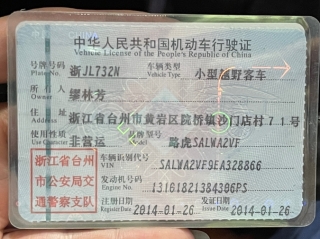 中华人民共和国机动车行驶证
Vehicle License of the People's Republic of China
号牌号码 浙JL732N 车辆类型 小型越野客车
Plate No. Vehicle Type
所有人 缪林芳
Owner
住址 浙江省台州市黄岩区院桥镇沙门店村71号
Address
使用性质 非营运 品牌型号 路虎SALWA2VF
Use Character Model
浙江省台州
市公安局交
通警察支队
车辆识别代号 SALWA2VF9EA328866
VIN
发动机号码 13101821384306PS
Engine No.
注册日期 2014-01-26 发证日期 2014-01-26
Register Date Issue Date